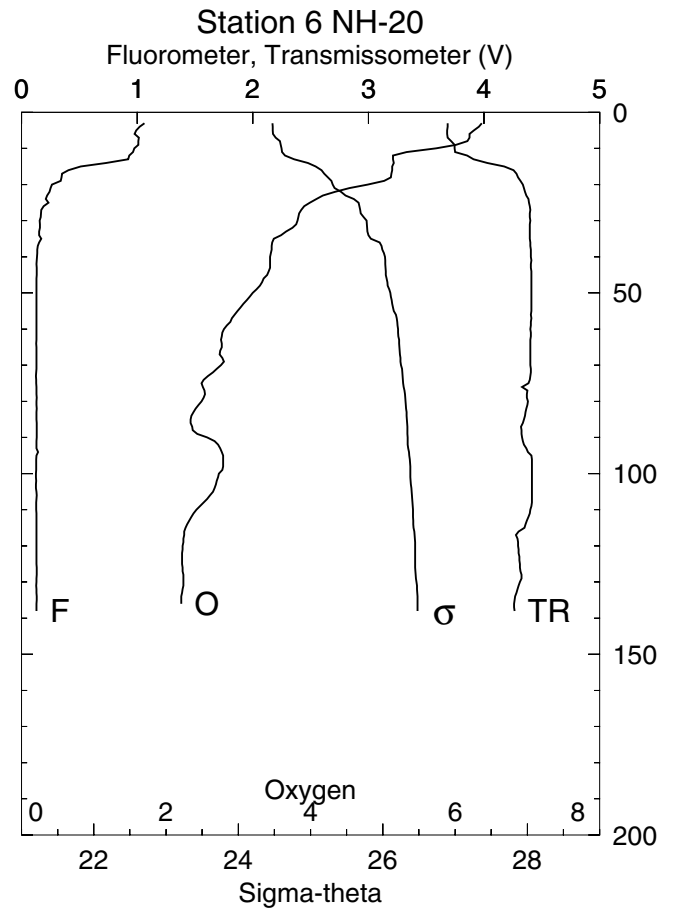 Station 6 NH-20
Fluorometer, Transmissometer (V)
0 1 2 3 4 5
0
50
100
F O σ TR
150
Oxygen
0 2 4 6 8
200
22 24 26 28
Sigma-theta